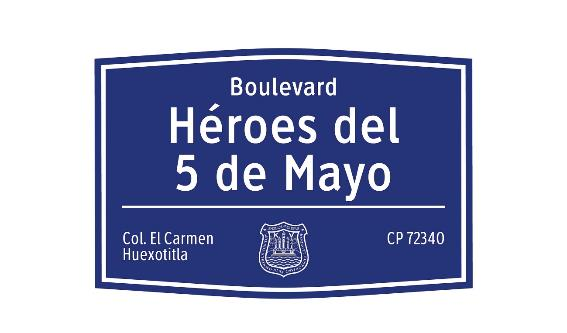 Boulevard
Héroes del
5 de Mayo
Col. El Carmen
Huexotitla
CP 72340